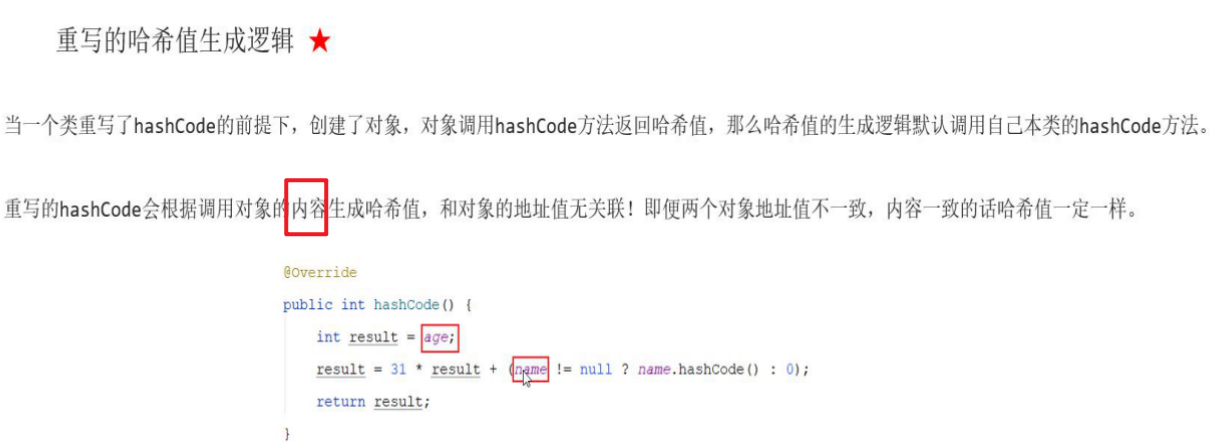 重写的哈希值生成逻辑 ★
当一个类重写了hashCode的前提下，创建了对象，对象调用hashCode方法返回哈希值，那么哈希值的生成逻辑默认调用自己本类的hashCode方法。
重写的hashCode会根据调用对象的内容生成哈希值，和对象的地址值无关联！即便两个对象地址值不一致，内容一致的话哈希值一定一样。
@Override
public int hashCode() {
int result = age;
result = 31 * result + (name != null ? name.hashCode() : 0);
return result;
}